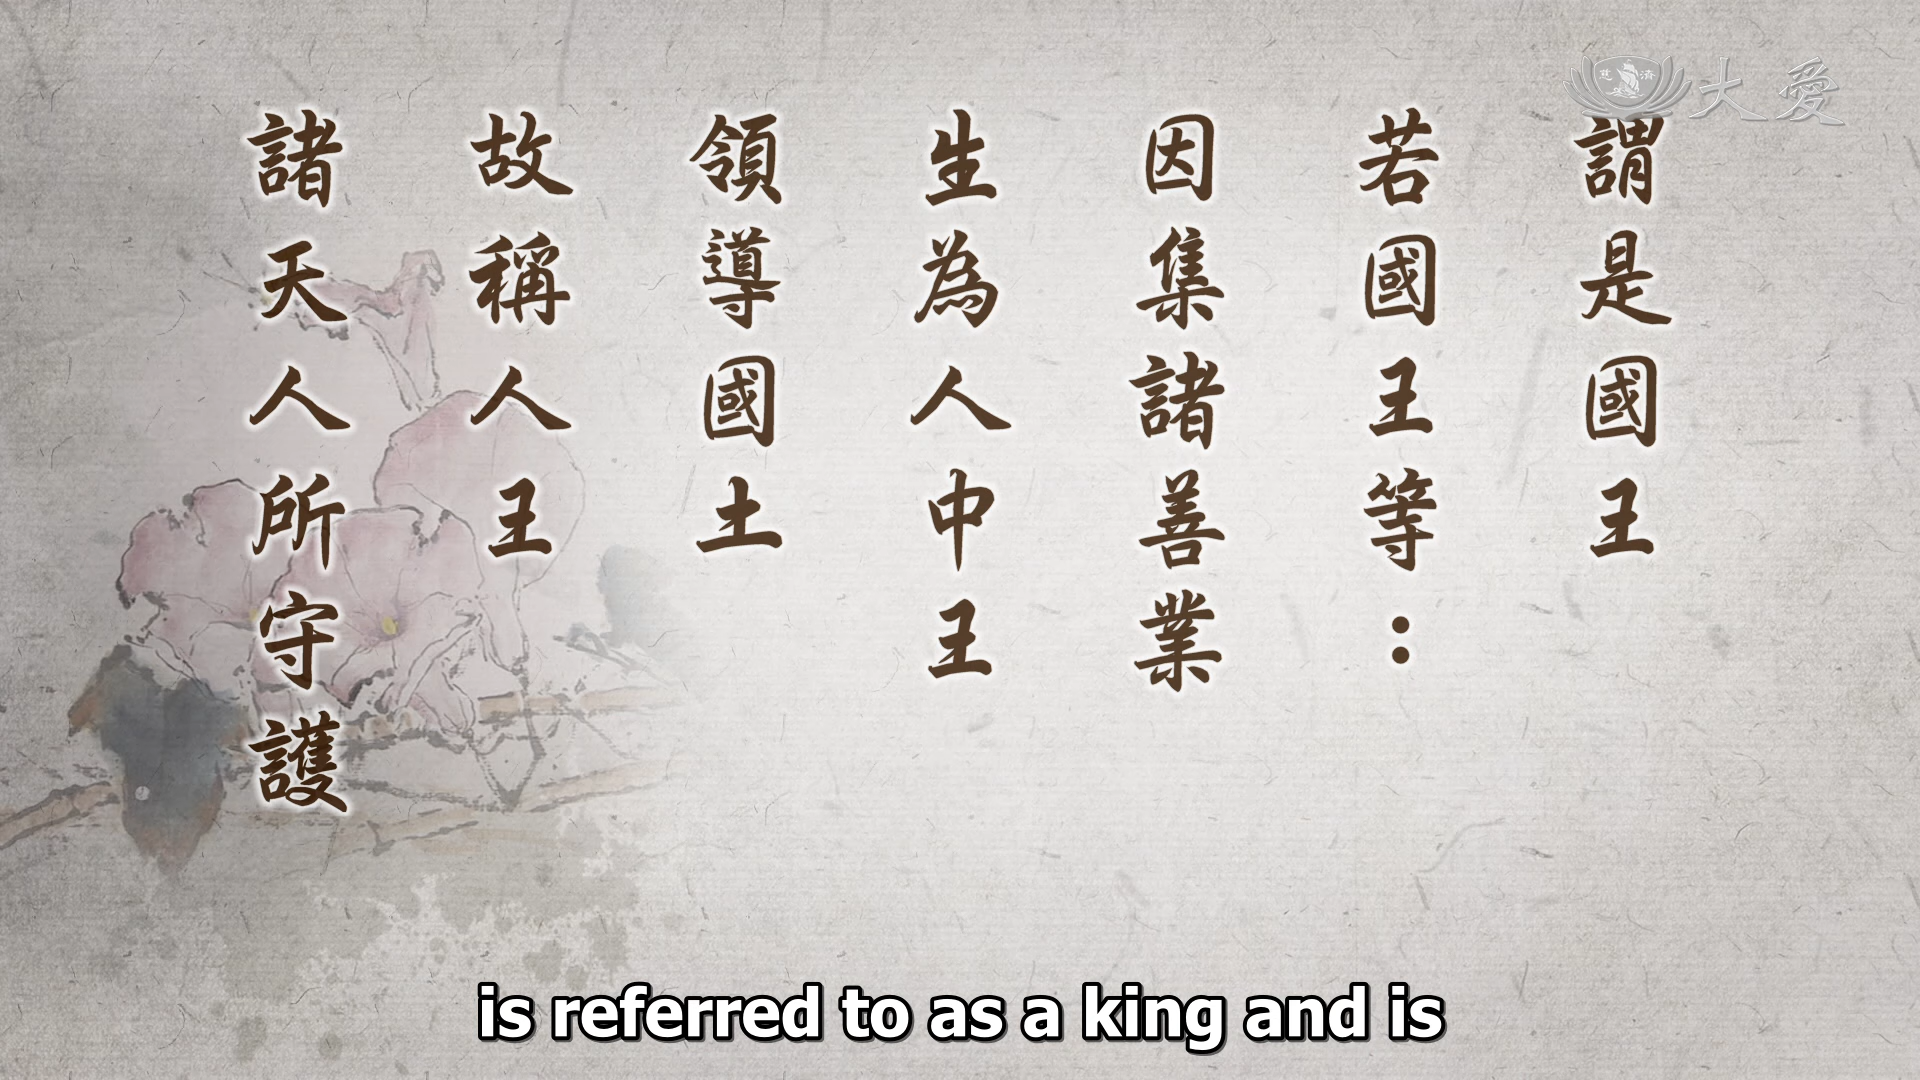 大愛
慈濟
謂是國王
若國王等：
因集諸善業
生為人中王
領導國土
故稱人王
諸天人所守護
is referred to as a king and is